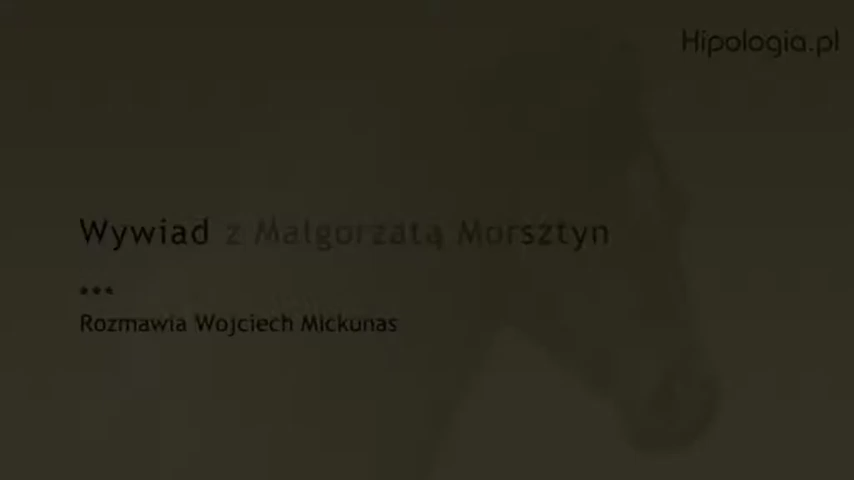 Hipologia.pl
Wywiad z Małgorzatą Morsztyn
•••
Rozmawia Wojciech Mickunas